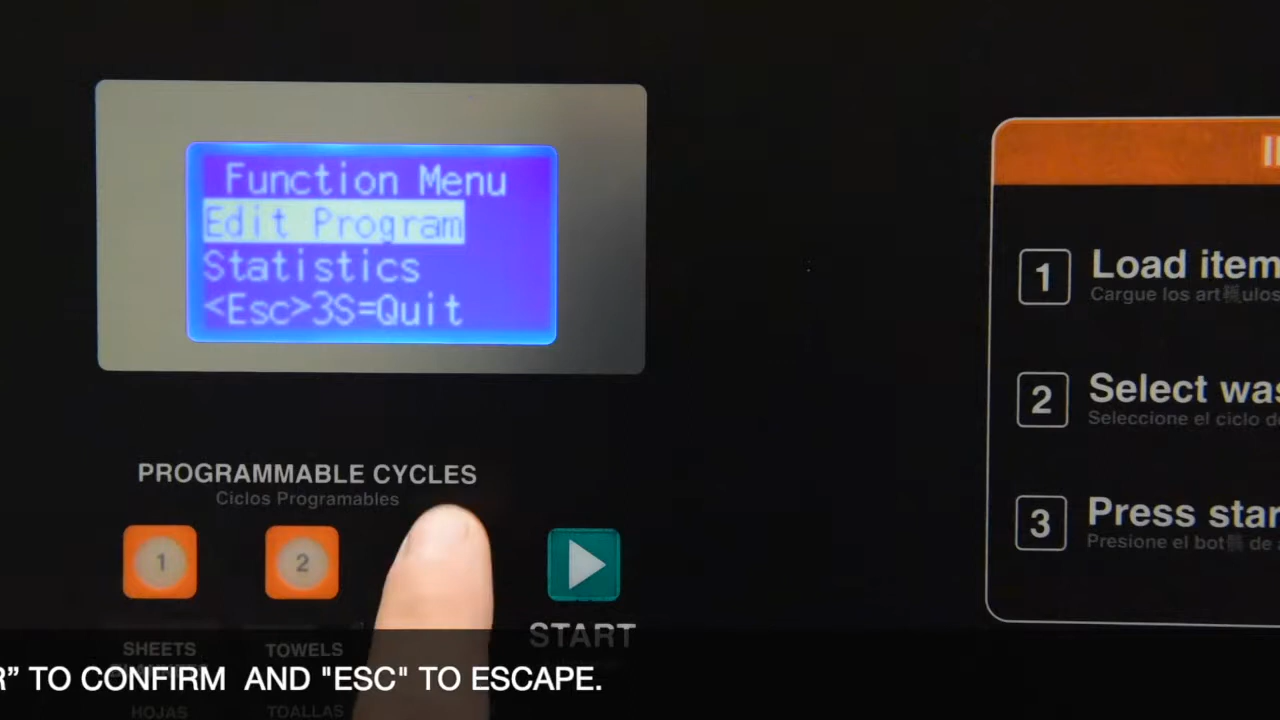 Function Menu
Edit Program
Statistics
<Esc>3S=Quit
PROGRAMMABLE CYCLES
Ciclos Programables
1
2
START
SHEETS
TOWELS
HOJAS
TOALLAS
1
Load item
Cargue los art
2
Select was
Seleccione el ciclo d
3
Press star
Presione el bot
de
R” TO CONFIRM AND "ESC" TO ESCAPE.